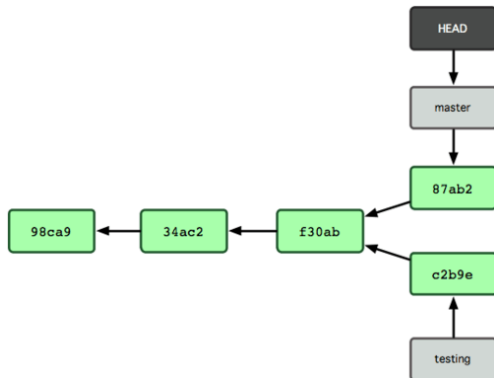 HEAD
master
87ab2
98ca9 34ac2 f30ab
c2b9e
testing